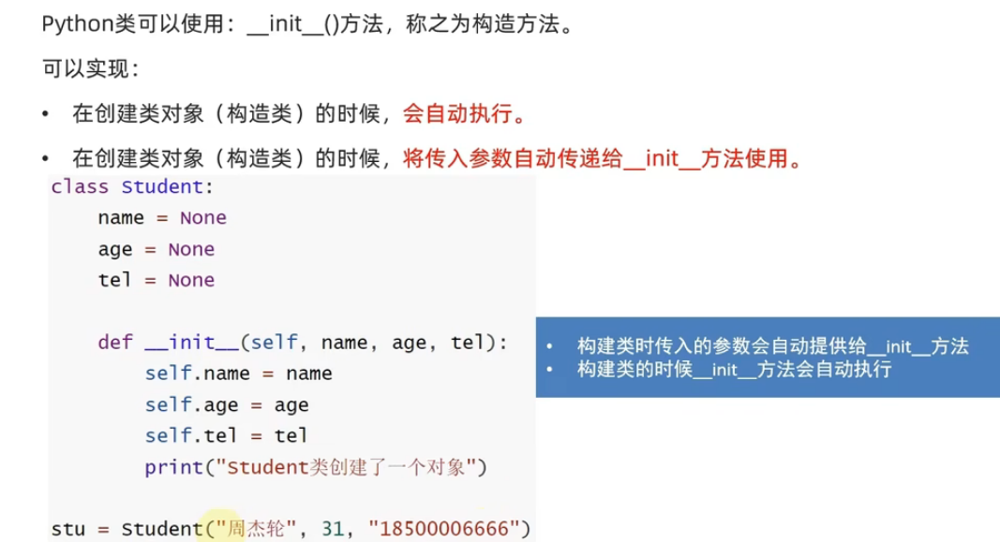 Python类可以使用：__init__()方法，称之为构造方法。
可以实现：
• 在创建类对象（构造类）的时候，会自动执行。
• 在创建类对象（构造类）的时候，将传入参数自动传递给__init__方法使用。
class Student:
    name = None
    age = None
    tel = None
    def __init__(self, name, age, tel):
        self.name = name
        self.age = age
        self.tel = tel
        print("Student类创建了一个对象")
• 构建类时传入的参数会自动提供给__init__方法
• 构建类的时候__init__方法会自动执行
stu = Student("周杰轮", 31, "18500006666")